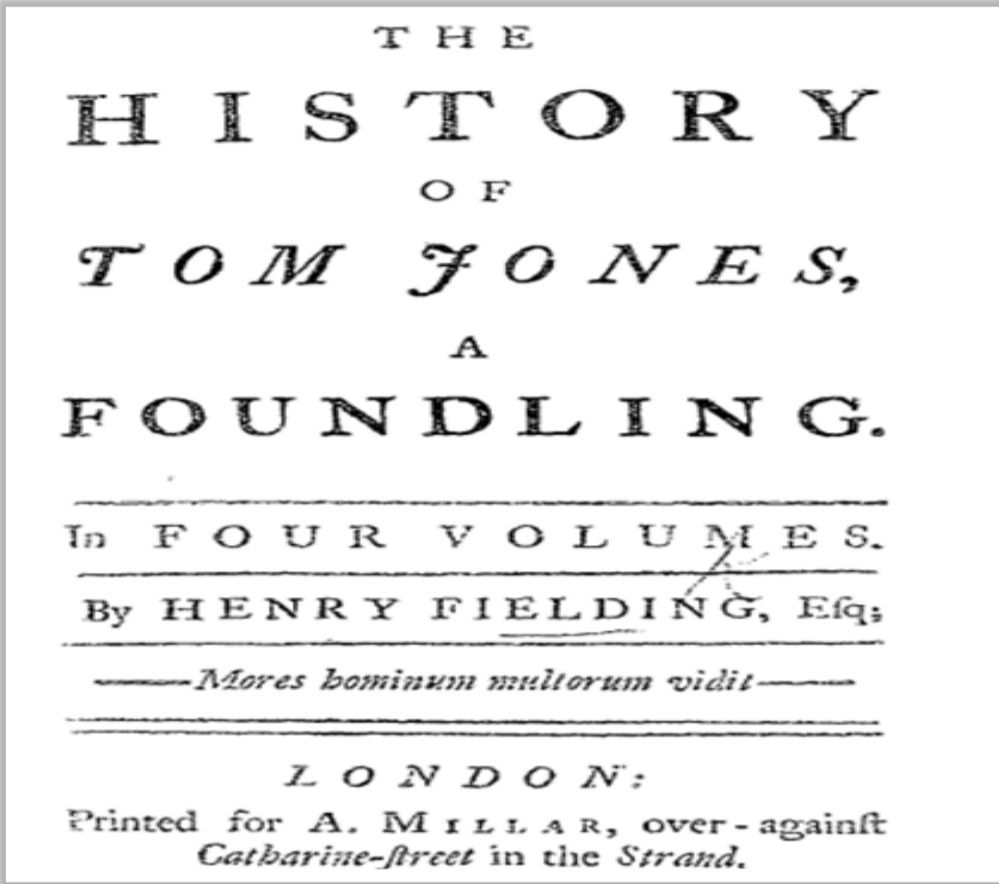 THE
HISTORY
OF
TOM JONES,
A
FOUNDLING.
In FOUR VOLUMES.
By HENRY FIELDING, Eſq;
——Mores hominum multorum vidit——
LONDON:
Printed for A. MILLAR, over-againſt
Catharine-ſtreet in the Strand.